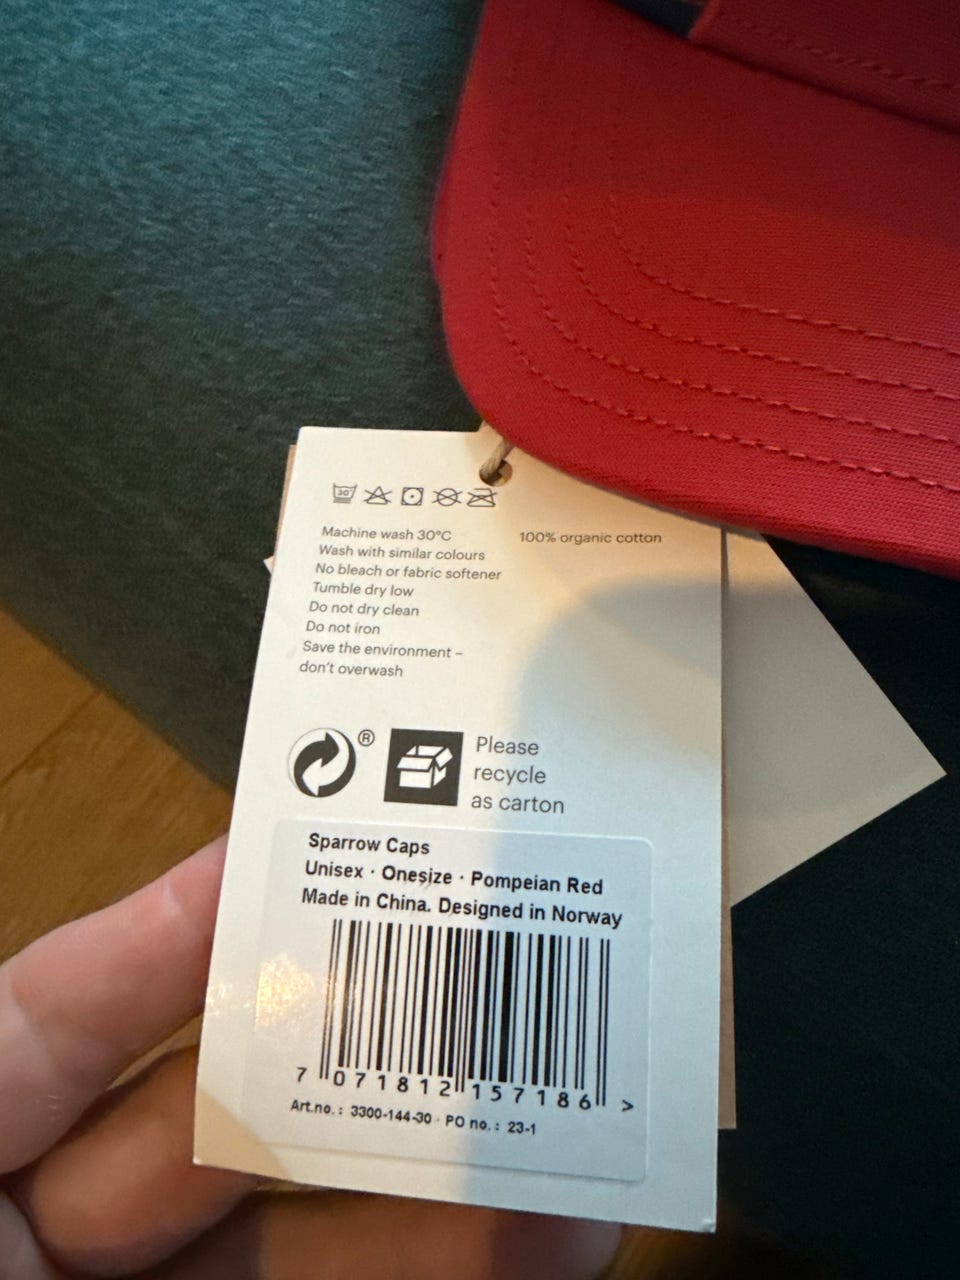 30°
Machine wash 30°C
Wash with similar colours
No bleach or fabric softener
Tumble dry low
Do not dry clean
Do not iron
Save the environment –
don't overwash
100% organic cotton
®
Please
recycle
as carton
Sparrow Caps
Unisex · Onesize · Pompeian Red
Made in China. Designed in Norway
7 071812 157186 >
Art.no.: 3300-144-30 · PO no.: 23-1